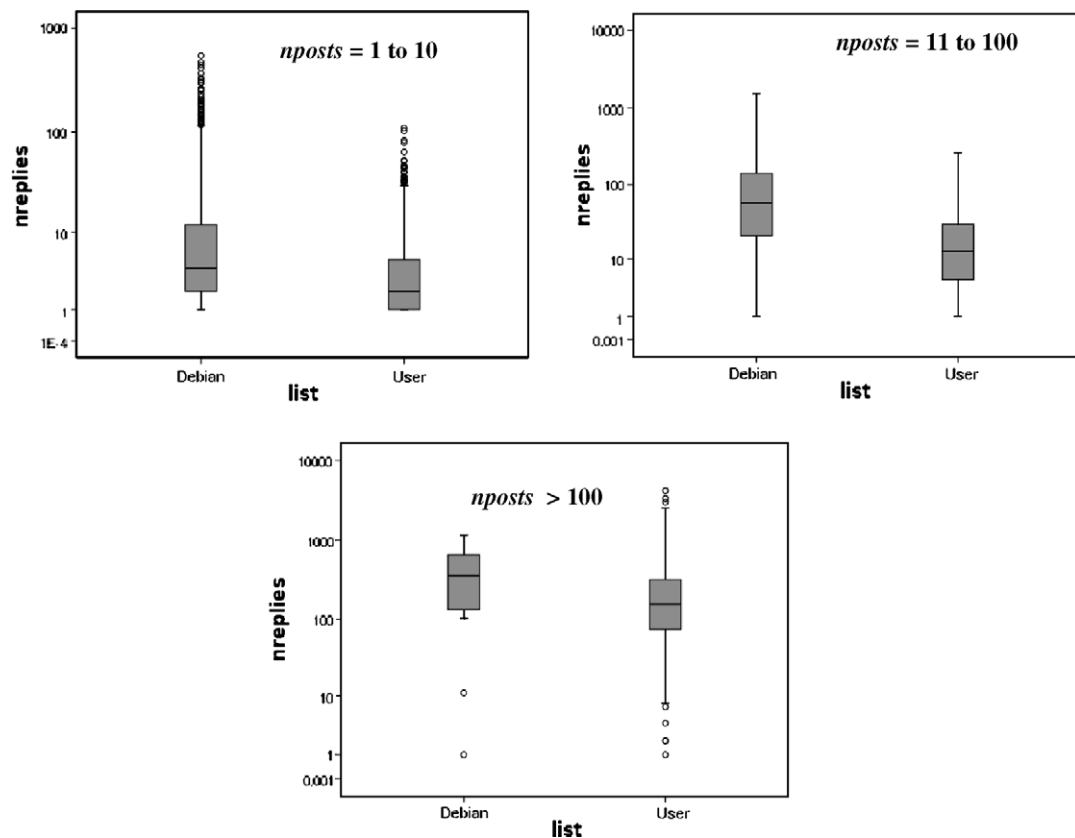 nposts = 1 to 10
nreplies
1000
100
10
1
1E-4
Debian
User
list
nposts = 11 to 100
nreplies
10000
1000
100
10
1
0,001
Debian
User
list
nposts > 100
nreplies
10000
1000
100
10
1
0,001
Debian
User
list